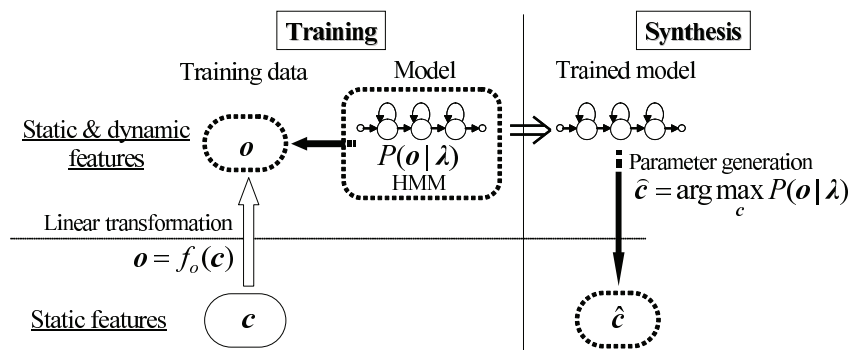 Training
Synthesis
Training data
Model
Trained model
Static & dynamic
features
o
P(o | λ)
HMM
Parameter generation
ĉ = arg max P(o | λ)
c
Linear transformation
o = fₒ(c)
Static features
c
ĉ